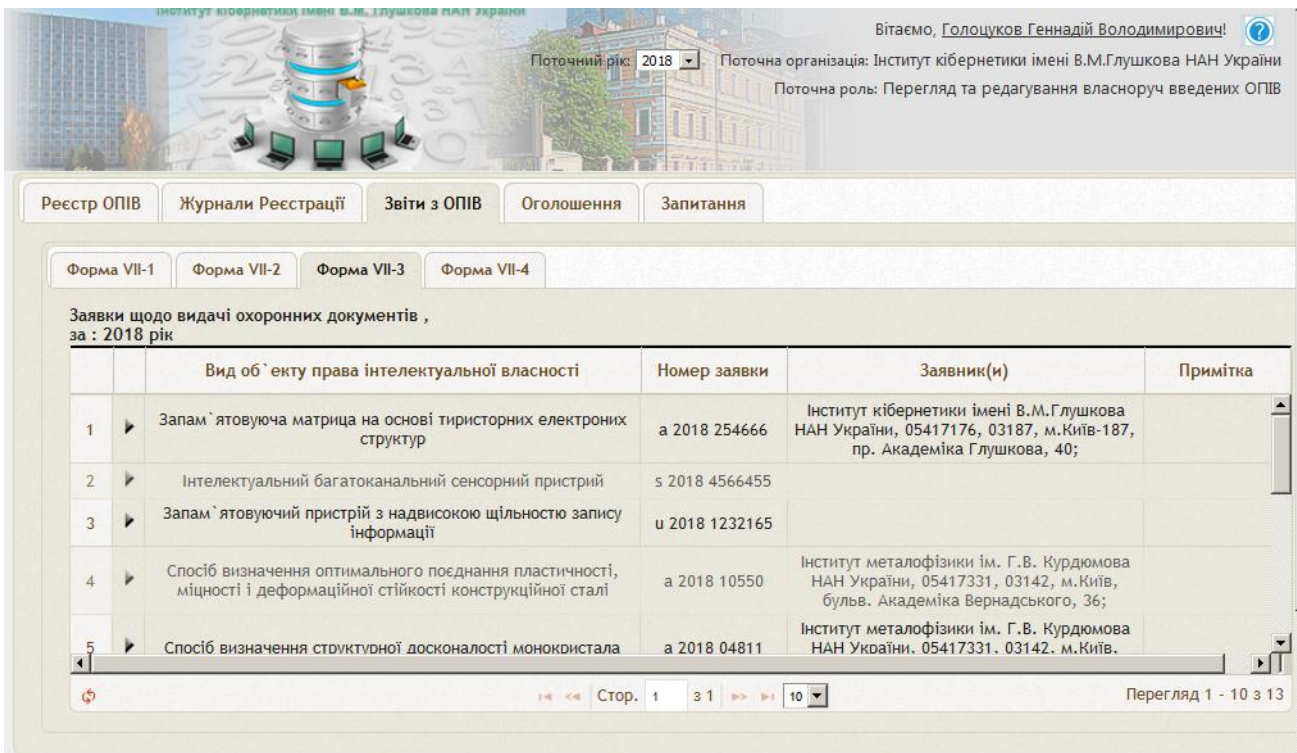 Інститут кібернетики імені В.М. Глушкова НАН України
Вітаємо, Голоцуков Геннадій Володимирович!
Поточний рік: 2018 Поточна організація: Інститут кібернетики імені В.М.Глушкова НАН України
Поточна роль: Перегляд та редагування власноруч введених ОПІВ
Реєстр ОПІВ Журнали Реєстрації Звіти з ОПІВ Оголошення Запитання
Форма VII-1 Форма VII-2 Форма VII-3 Форма VII-4
Заявки щодо видачі охоронних документів ,
за : 2018 рік
Вид об`екту права інтелектуальної власності Номер заявки Заявник(и) Примітка
1 Запам`ятовуюча матрица на основі тиристорних електроних
структур
а 2018 254666
Інститут кібернетики імені В.М.Глушкова
НАН України, 05417176, 03187, м.Київ-187,
пр. Академіка Глушкова, 40;
2 Інтелектуальний багатоканальний сенсорний пристрий s 2018 4566455
3 Запам`ятовуючий пристрій з надвисокою щільностю запису
інформації
u 2018 1232165
4 Спосіб визначення оптимального поєднання пластичності,
міцності і деформаційної стійкості конструкційної сталі
а 2018 10550
Інститут металофізики ім. Г.В. Курдюмова
НАН України, 05417331, 03142, м.Київ,
бульв. Академіка Вернадського, 36;
5 Спосіб визначення структурної досконалості монокристала а 2018 04811
Інститут металофізики ім. Г.В. Курдюмова
НАН України, 05417331, 03142, м.Київ,
Стор. 1 з 1 10 Перегляд 1 - 10 з 13